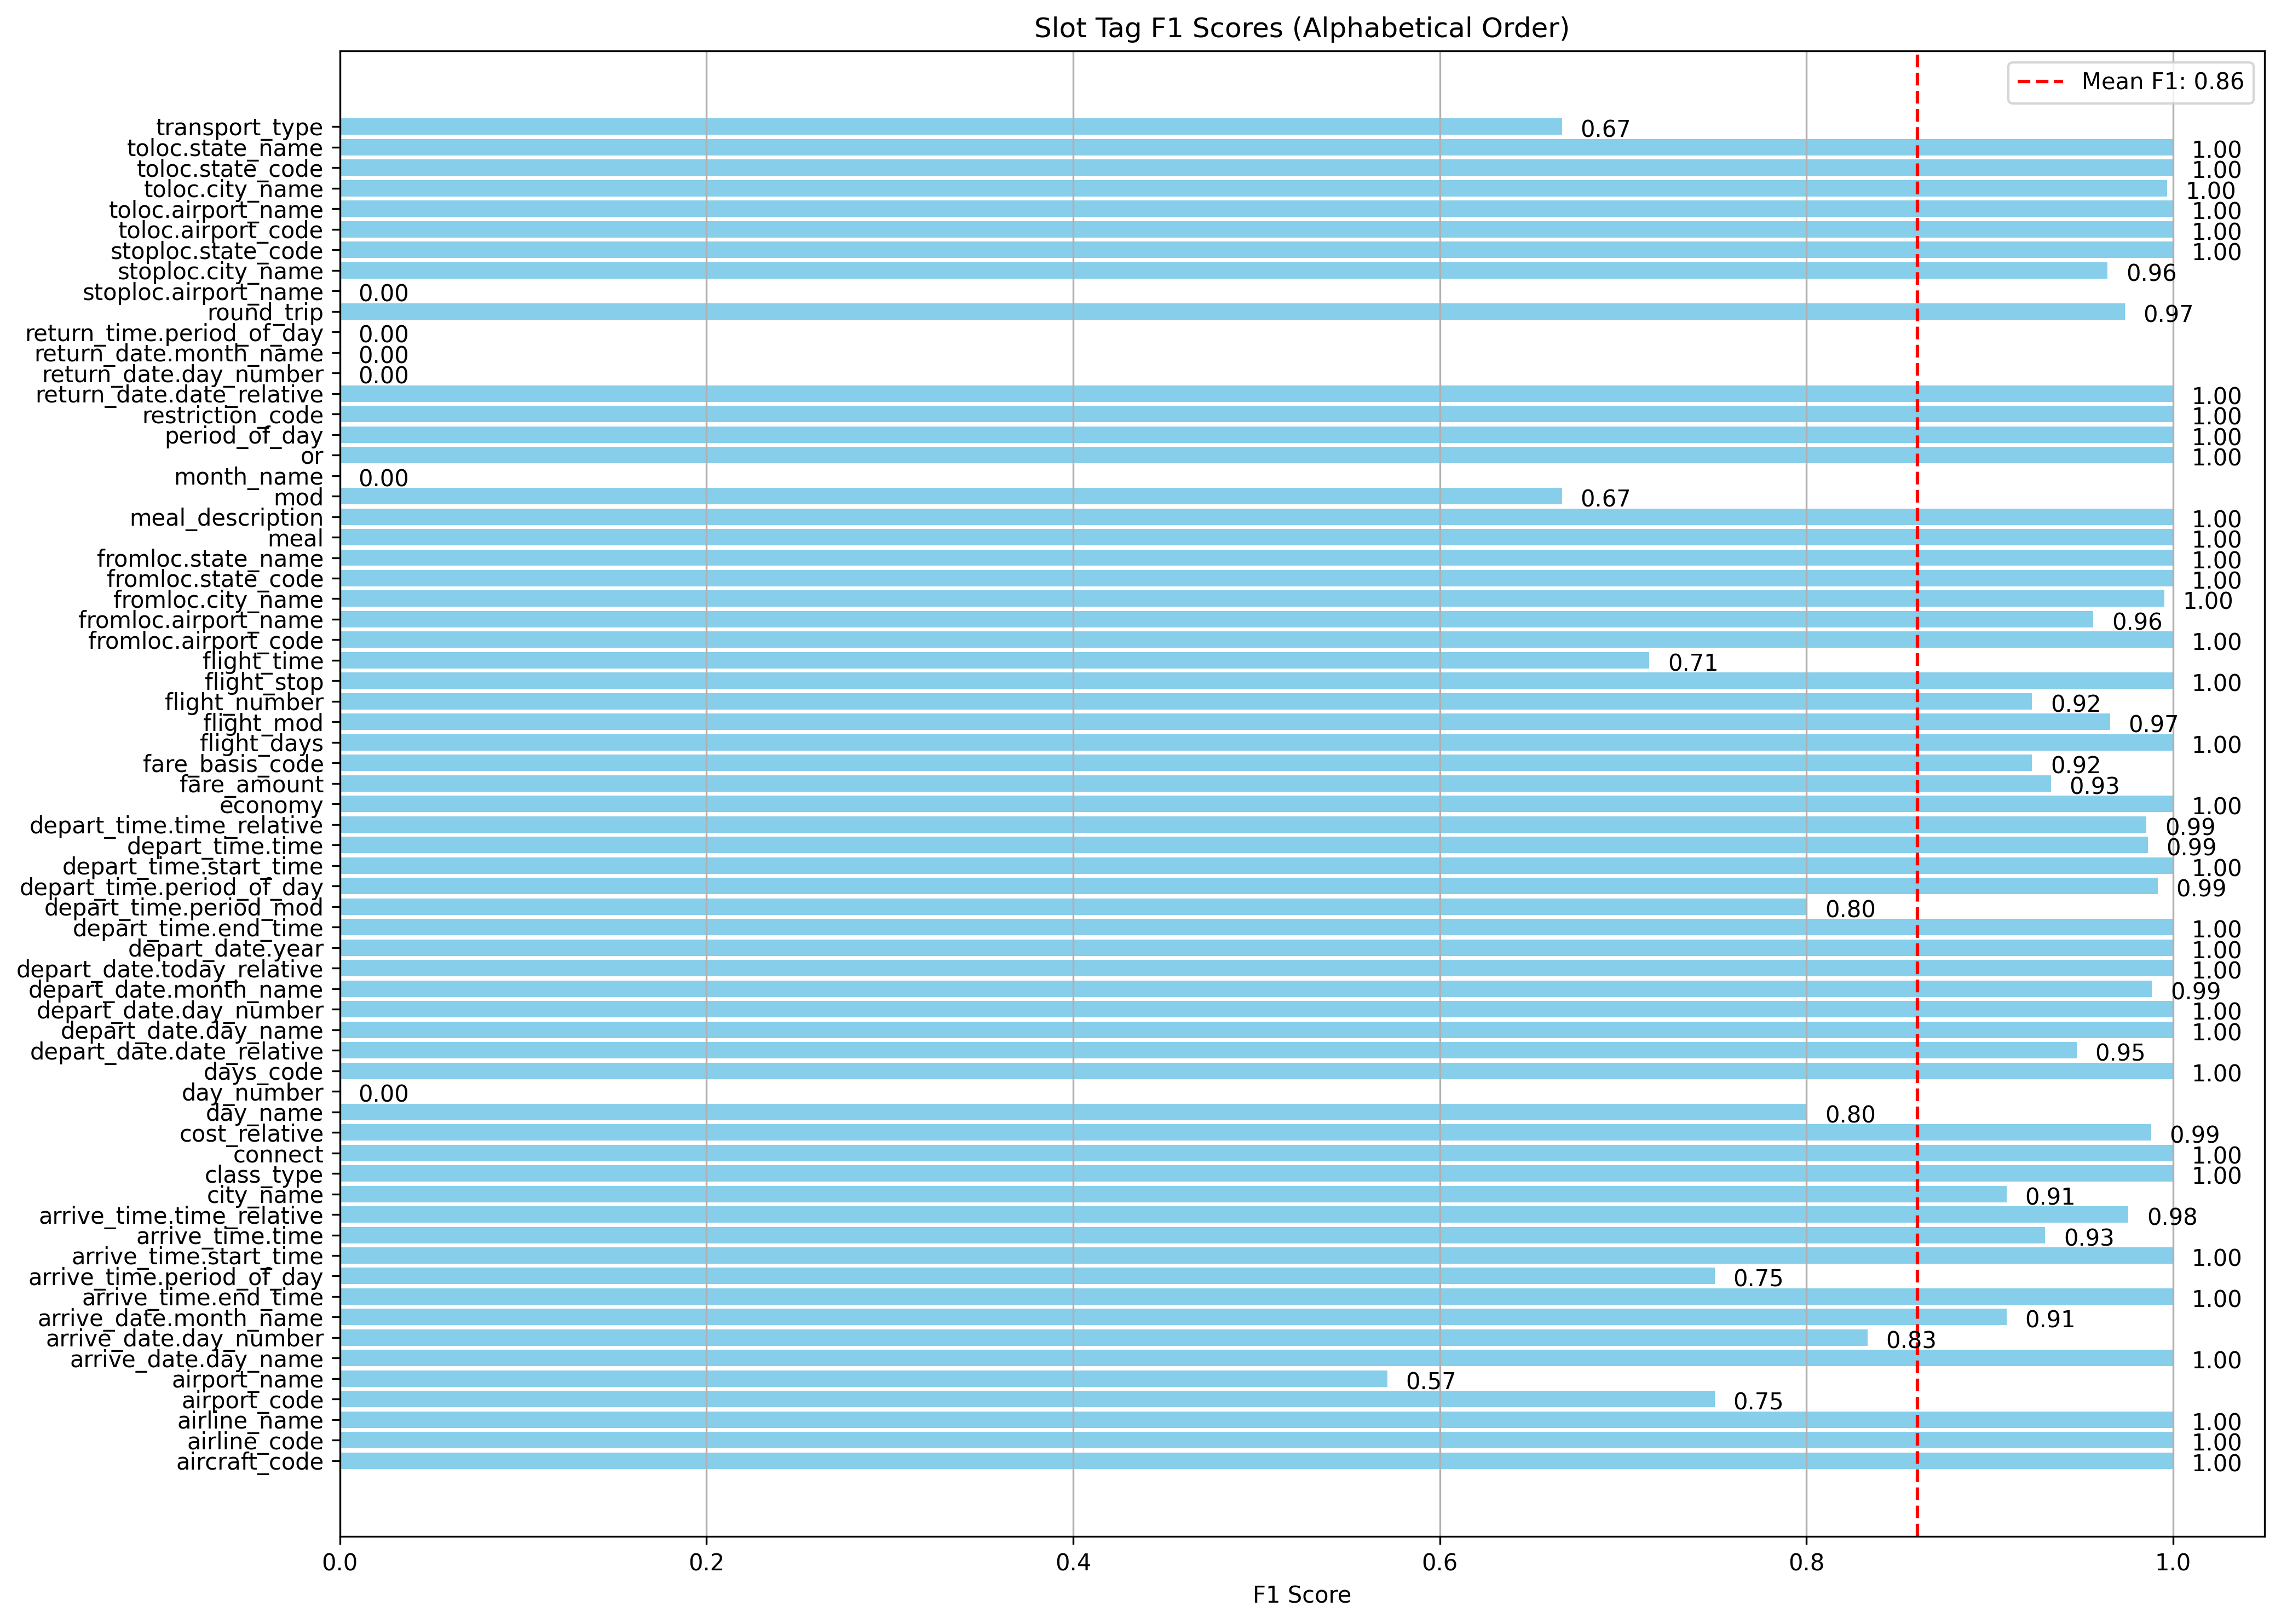 Slot Tag F1 Scores (Alphabetical Order)
Mean F1: 0.86
transport_type 0.67
toloc.state_name 1.00
toloc.state_code 1.00
toloc.city_name 1.00
toloc.airport_name 1.00
toloc.airport_code 1.00
stoploc.state_code 1.00
stoploc.city_name 0.96
stoploc.airport_name 0.00
round_trip 0.97
return_time.period_of_day 0.00
return_date.month_name 0.00
return_date.day_number 0.00
return_date.date_relative 1.00
restriction_code 1.00
period_of_day 1.00
or 1.00
month_name 0.00
mod 0.67
meal_description 1.00
meal 1.00
fromloc.state_name 1.00
fromloc.state_code 1.00
fromloc.city_name 1.00
fromloc.airport_name 0.96
fromloc.airport_code 1.00
flight_time 0.71
flight_stop 1.00
flight_number 0.92
flight_mod 0.97
flight_days 1.00
fare_basis_code 0.92
fare_amount 0.93
economy 1.00
depart_time.time_relative 0.99
depart_time.time 0.99
depart_time.start_time 1.00
depart_time.period_of_day 0.99
depart_time.period_mod 0.80
depart_time.end_time 1.00
depart_date.year 1.00
depart_date.today_relative 1.00
depart_date.month_name 0.99
depart_date.day_number 1.00
depart_date.day_name 1.00
depart_date.date_relative 0.95
days_code 1.00
day_number 0.00
day_name 0.80
cost_relative 0.99
connect 1.00
class_type 1.00
city_name 0.91
arrive_time.time_relative 0.98
arrive_time.time 0.93
arrive_time.start_time 1.00
arrive_time.period_of_day 0.75
arrive_time.end_time 1.00
arrive_date.month_name 0.91
arrive_date.day_number 0.83
arrive_date.day_name 1.00
airport_name 0.57
airport_code 0.75
airline_name 1.00
airline_code 1.00
aircraft_code 1.00
0.0 0.2 0.4 0.6 0.8 1.0
F1 Score